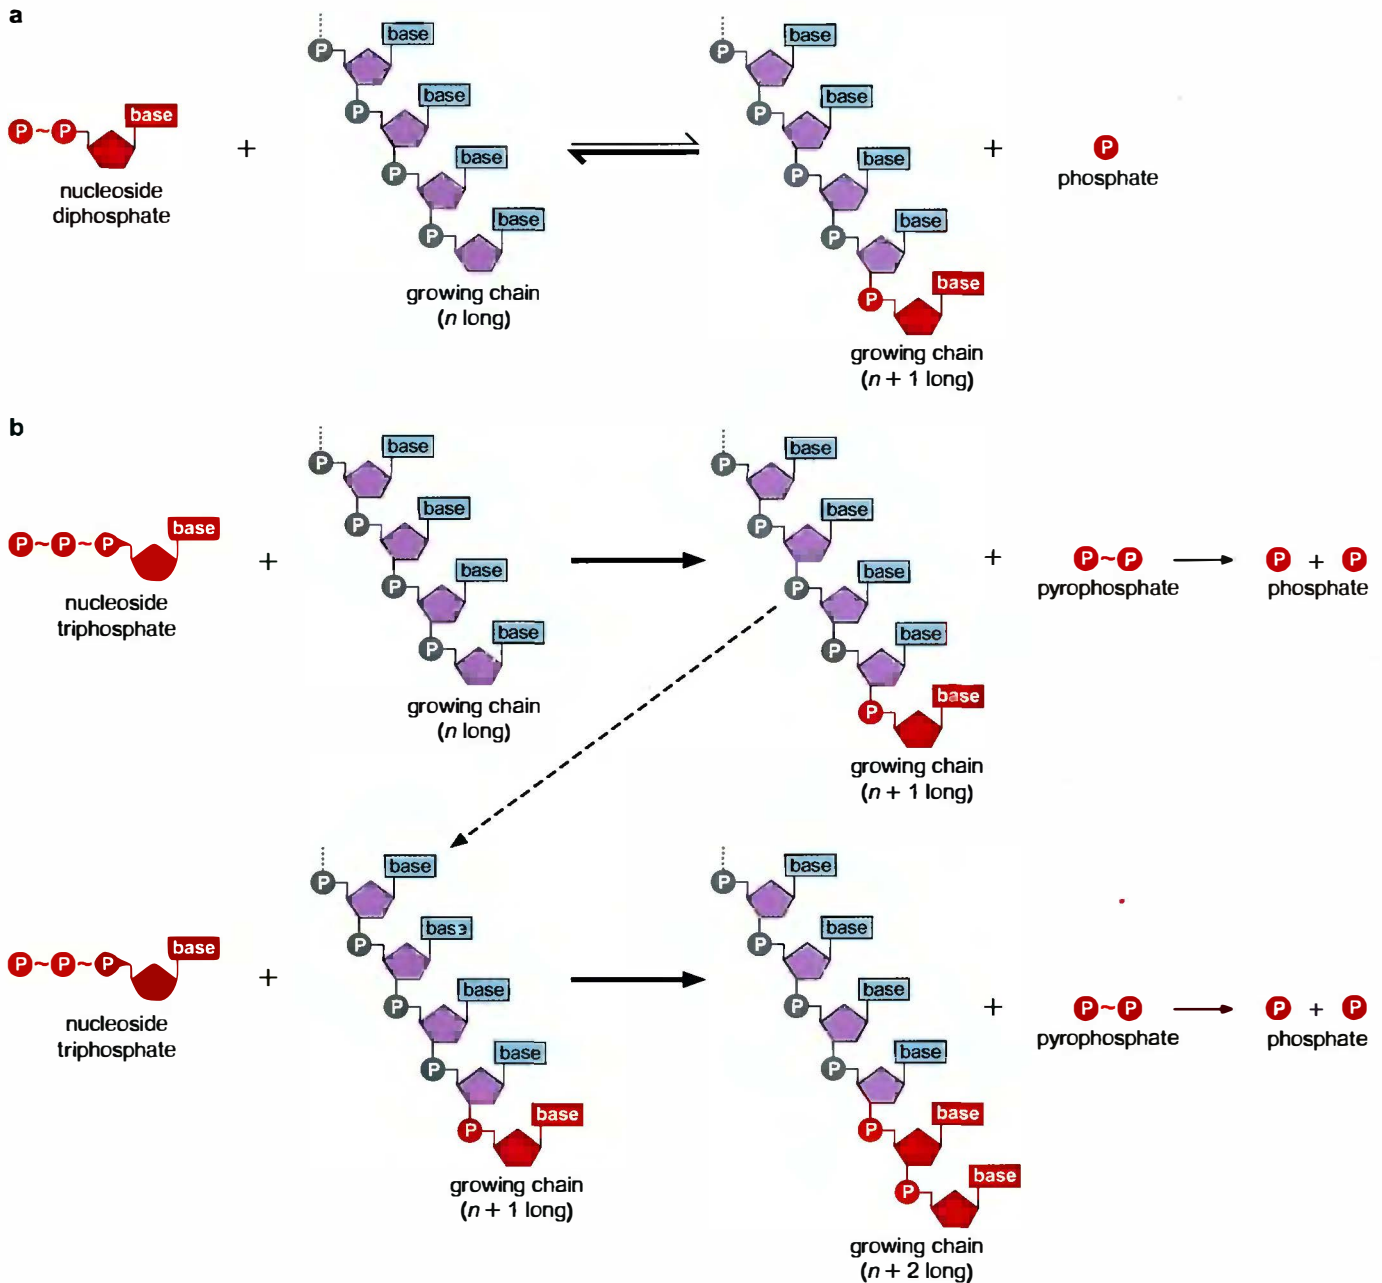 a
base
P
base
P
base
P
base
P
nucleoside
diphosphate
P~P
base
+
growing chain
(n long)
base
P
base
P
base
P
base
P
base
P
growing chain
(n + 1 long)
+
P
phosphate
b
P~P~P
base
nucleoside
triphosphate
+
base
P
base
P
base
P
base
P
growing chain
(n long)
base
P
base
P
base
P
base
P
base
P
growing chain
(n + 1 long)
+
P~P
pyrophosphate
P + P
phosphate
P~P~P
base
nucleoside
triphosphate
+
base
P
base
P
base
P
base
P
base
P
growing chain
(n + 1 long)
base
P
base
P
base
P
base
P
base
P
base
P
growing chain
(n + 2 long)
+
P~P
pyrophosphate
P + P
phosphate